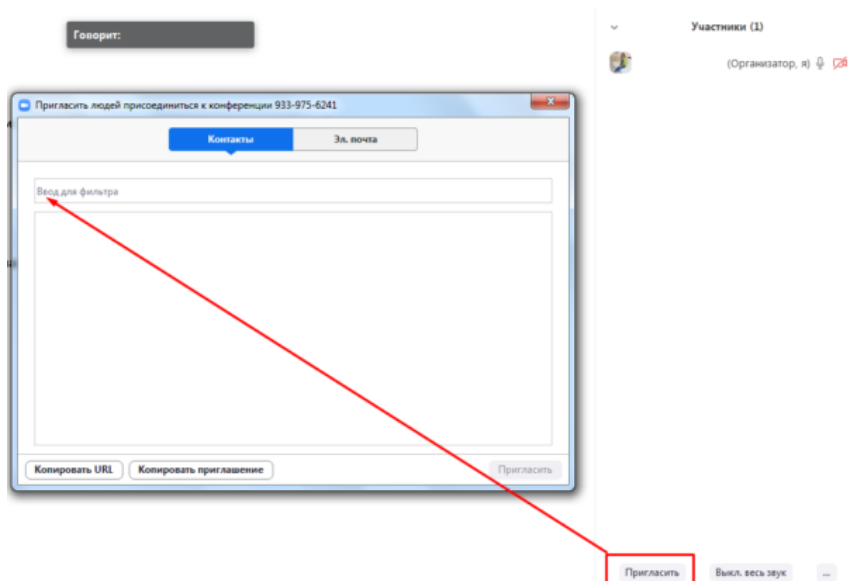 Говорит:
Участники (1)
(Организатор, я)
Пригласить людей присоединиться к конференции 933-975-6241
Контакты
Эл. почта
Ввод для фильтра
Копировать URL
Копировать приглашение
Пригласить
Пригласить
Выкл. весь звук
...